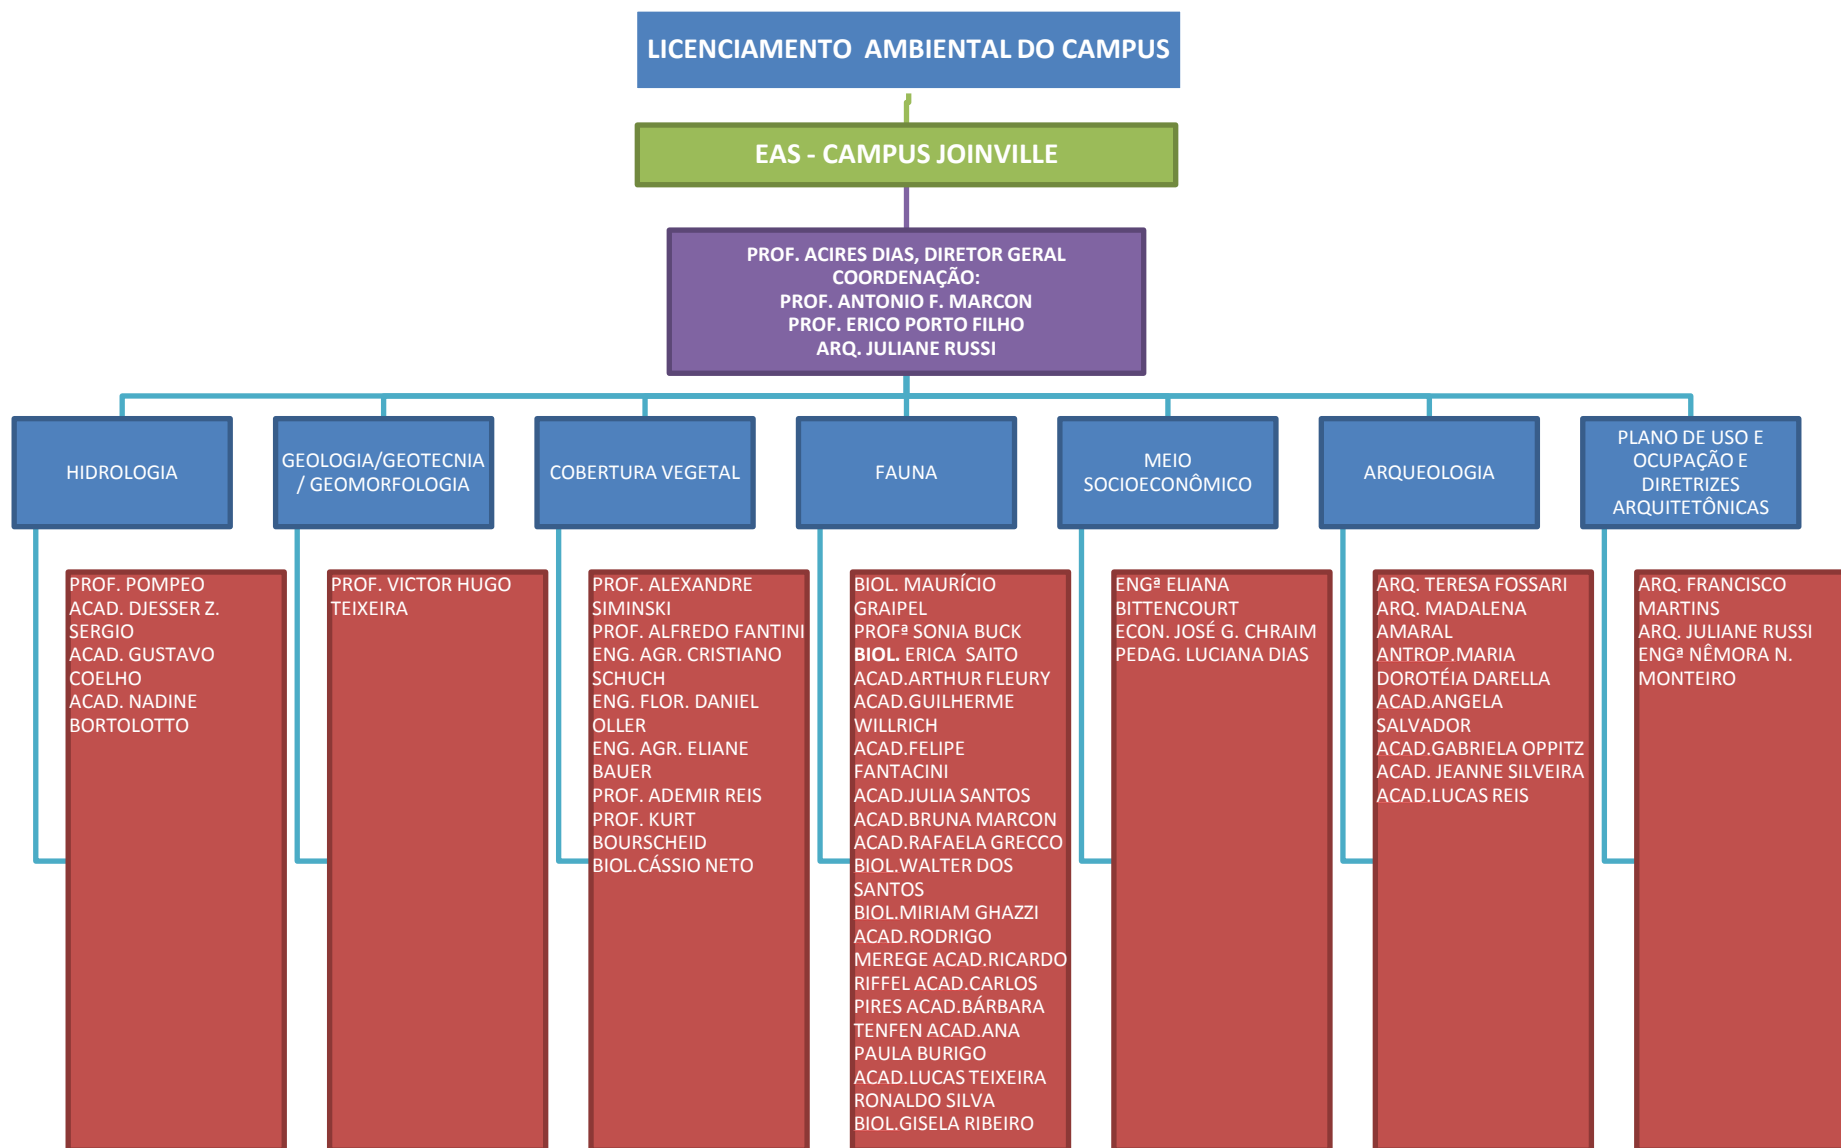 LICENCIAMENTO AMBIENTAL DO CAMPUS
EAS - CAMPUS JOINVILLE
PROF. ACIRES DIAS, DIRETOR GERAL
COORDENAÇÃO:
PROF. ANTONIO F. MARCON
PROF. ERICO PORTO FILHO
ARQ. JULIANE RUSSI
HIDROLOGIA
PROF. POMPEO
ACAD. DJESSER Z.
SERGIO
ACAD. GUSTAVO
COELHO
ACAD. NADINE
BORTOLOTTO
GEOLOGIA/GEOTECNIA
/ GEOMORFOLOGIA
PROF. VICTOR HUGO
TEIXEIRA
COBERTURA VEGETAL
PROF. ALEXANDRE
SIMINSKI
PROF. ALFREDO FANTINI
ENG. AGR. CRISTIANO
SCHUCH
ENG. FLOR. DANIEL
OLLER
ENG. AGR. ELIANE
BAUER
PROF. ADEMIR REIS
PROF. KURT
BOURSCHEID
BIOL.CÁSSIO NETO
FAUNA
BIOL. MAURÍCIO
GRAIPEL
PROFª SONIA BUCK
BIOL. ERICA SAITO
ACAD.ARTHUR FLEURY
ACAD.GUILHERME
WILLRICH
ACAD.FELIPE
FANTACINI
ACAD.JULIA SANTOS
ACAD.BRUNA MARCON
ACAD.RAFAELA GRECCO
BIOL.WALTER DOS
SANTOS
BIOL.MIRIAM GHAZZI
ACAD.RODRIGO
MEREGE ACAD.RICARDO
RIFFEL ACAD.CARLOS
PIRES ACAD.BÁRBARA
TENFEN ACAD.ANA
PAULA BURIGO
ACAD.LUCAS TEIXEIRA
RONALDO SILVA
BIOL.GISELA RIBEIRO
MEIO
SOCIOECONÔMICO
ENGª ELIANA
BITTENCOURT
ECON. JOSÉ G. CHRAIM
PEDAG. LUCIANA DIAS
ARQUEOLOGIA
ARQ. TERESA FOSSARI
ARQ. MADALENA
AMARAL
ANTROP.MARIA
DOROTÉIA DARELLA
ACAD.ANGELA
SALVADOR
ACAD.GABRIELA OPPITZ
ACAD. JEANNE SILVEIRA
ACAD.LUCAS REIS
PLANO DE USO E
OCUPAÇÃO E
DIRETRIZES
ARQUITETÔNICAS
ARQ. FRANCISCO
MARTINS
ARQ. JULIANE RUSSI
ENGª NÊMORA N.
MONTEIRO